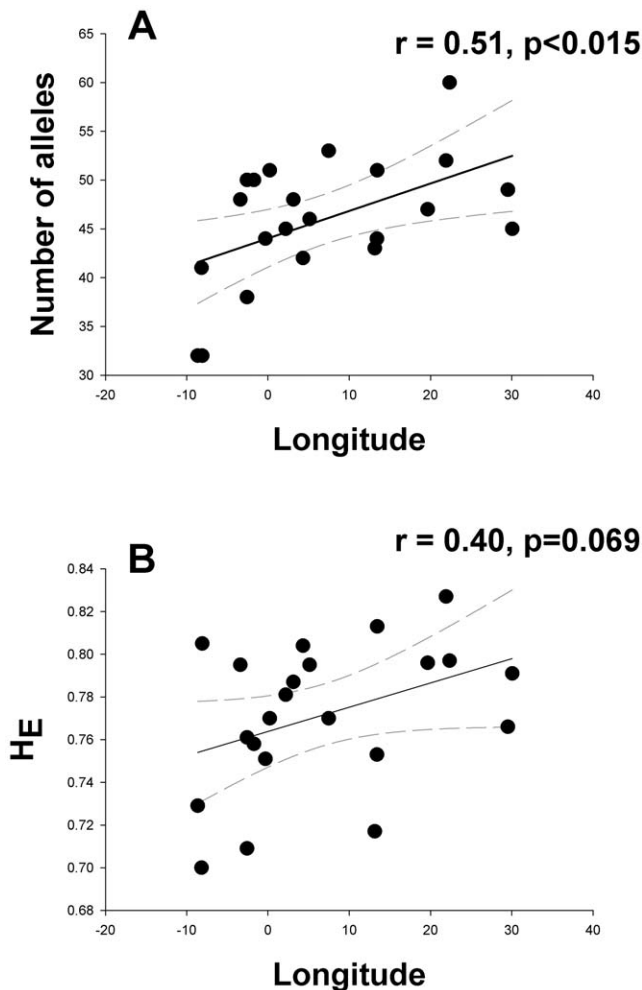 A
r = 0.51, p<0.015
Number of alleles
65
60
55
50
45
40
35
30
-20 -10 0 10 20 30 40
Longitude
B
r = 0.40, p=0.069
HE
0.84
0.82
0.80
0.78
0.76
0.74
0.72
0.70
0.68
-20 -10 0 10 20 30 40
Longitude